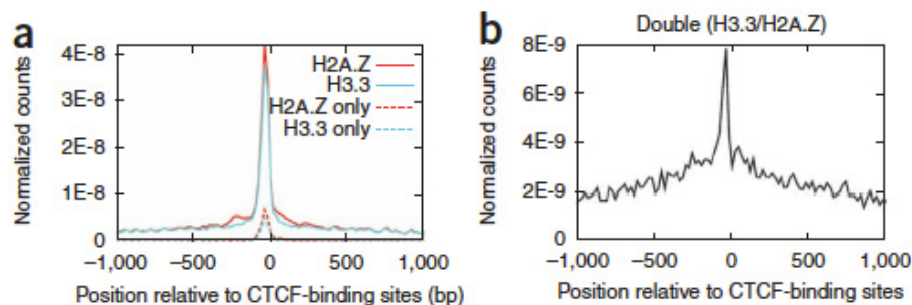 a
Normalized counts
4E-8
3E-8
2E-8
1E-8
0
H2A.Z
H3.3
H2A.Z only
H3.3 only
−1,000
−500
0
500
1,000
Position relative to CTCF-binding sites (bp)
b
Double (H3.3/H2A.Z)
Normalized counts
8E-9
6E-9
4E-9
2E-9
0
−1,000
−500
0
500
1,000
Position relative to CTCF-binding sites